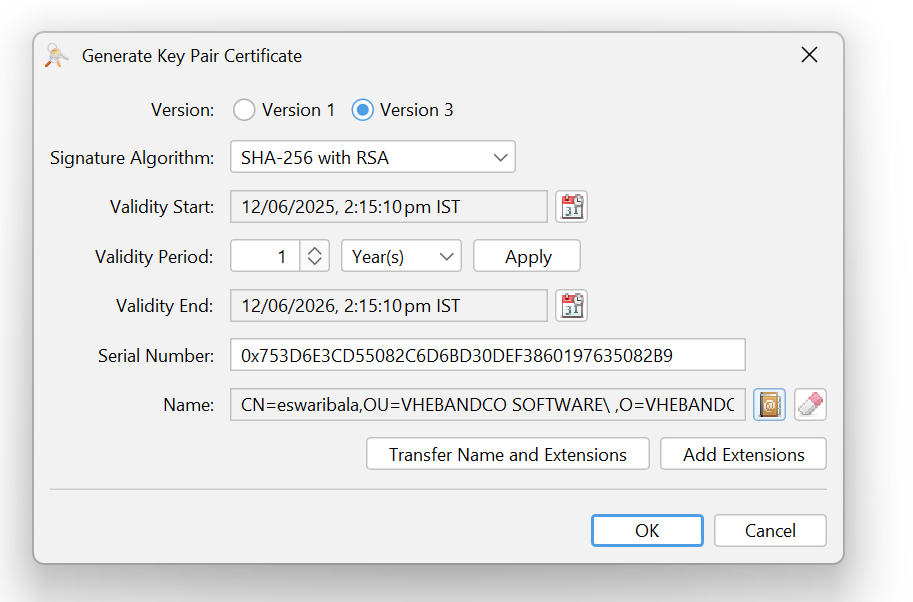 Generate Key Pair Certificate
Version: Version 1 Version 3
Signature Algorithm: SHA-256 with RSA
Validity Start: 12/06/2025, 2:15:10 pm IST
31
Validity Period: 1 Year(s) Apply
Validity End: 12/06/2026, 2:15:10 pm IST
31
Serial Number: 0x753D6E3CD55082C6D6BD30DEF3860197635082B9
Name: CN=eswaribala,OU=VHEBANDCO SOFTWARE\ ,O=VHEBANDC
@
Transfer Name and Extensions Add Extensions
OK Cancel